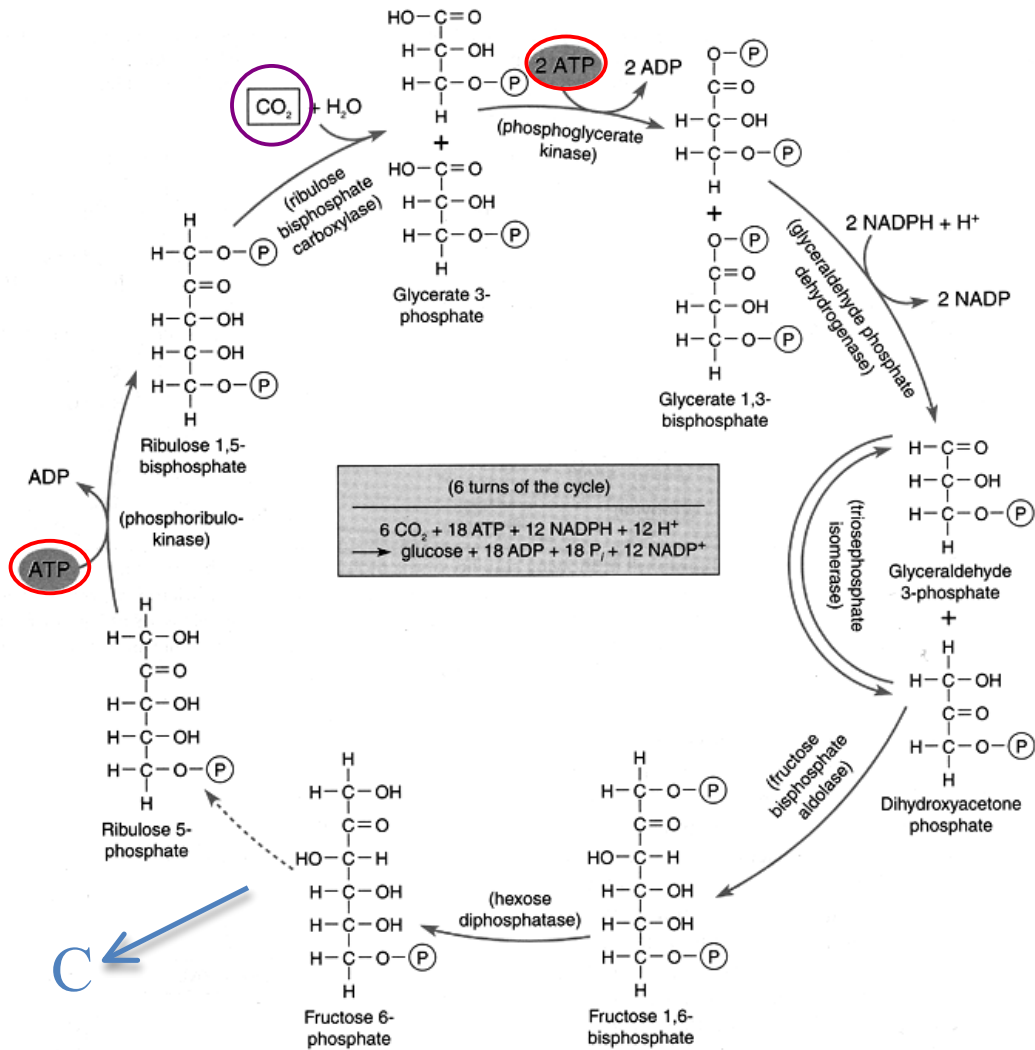 CO₂ + H₂O
(ribulose
bisphosphate
carboxylase)
HO–C=O
H–C–OH
H–C–O–P
H
+
HO–C=O
H–C–OH
H–C–O–P
H
Glycerate 3-
phosphate
2 ATP
2 ADP
(phosphoglycerate
kinase)
O–P
C=O
H–C–OH
H–C–O–P
H
+
O–P
C=O
H–C–OH
H–C–O–P
H
Glycerate 1,3-
bisphosphate
2 NADPH + H⁺
2 NADP
(glyceraldehyde phosphate
dehydrogenase)
H–C=O
H–C–OH
H–C–O–P
H
Glyceraldehyde
3-phosphate
+
(triosephosphate
isomerase)
H
H–C–OH
C=O
H–C–O–P
H
Dihydroxyacetone
phosphate
(fructose
bisphosphate
aldolase)
H
H–C–O–P
C=O
HO–C–H
H–C–OH
H–C–OH
H–C–O–P
H
Fructose 1,6-
bisphosphate
(hexose
diphosphatase)
H
H–C–OH
C=O
HO–C–H
H–C–OH
H–C–OH
H–C–O–P
H
Fructose 6-
phosphate
C
H
H–C–OH
C=O
H–C–OH
H–C–OH
H–C–O–P
H
Ribulose 5-
phosphate
ATP
ADP
(phosphoribulo-
kinase)
H
H–C–O–P
C=O
H–C–OH
H–C–OH
H–C–O–P
H
Ribulose 1,5-
bisphosphate
(6 turns of the cycle)
6 CO₂ + 18 ATP + 12 NADPH + 12 H⁺
→ glucose + 18 ADP + 18 Pᵢ + 12 NADP⁺